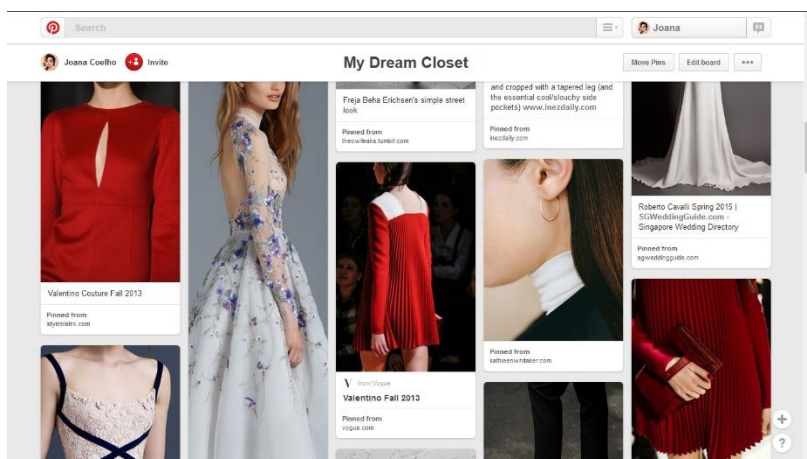 Search
Joana
Joana Coelho
Invite
My Dream Closet
Move Pins
Edit board
Valentino Couture Fall 2013
Pinned from
stylebistro.com
Freja Beha Erichsen's simple street
look
Pinned from
theowlleaks.tumblr.com
V from Vogue
Valentino Fall 2013
Pinned from
vogue.com
and cropped with a tapered leg (and
the essential cool/slouchy side
pockets) www.inezdaily.com
Pinned from
inezdaily.com
Pinned from
kathleenwhitaker.com
Roberto Cavalli Spring 2015 |
SGWeddingGuide.com -
Singapore Wedding Directory
Pinned from
sgweddingguide.com
+
?